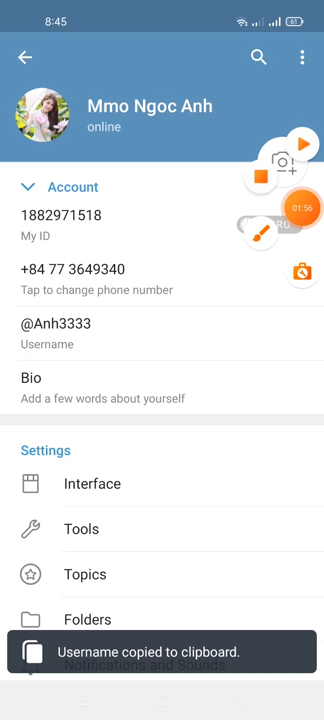 8:45
61
Mmo Ngoc Anh
online
01:56
Account
1882971518
My ID
+84 77 3649340
Tap to change phone number
@Anh3333
Username
Bio
Add a few words about yourself
Settings
Interface
Tools
Topics
Folders
Username copied to clipboard.
Notifications and Sounds